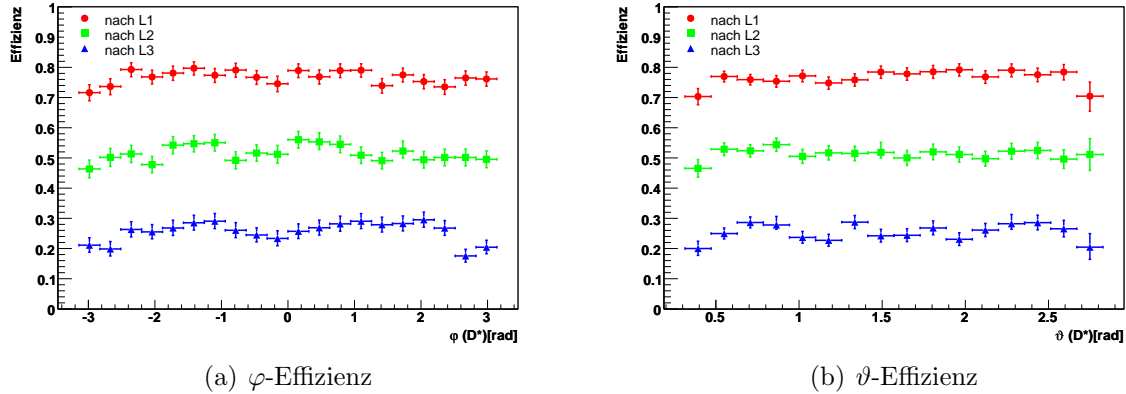 Effizienz
nach L1
nach L2
nach L3
1
0.9
0.8
0.7
0.6
0.5
0.4
0.3
0.2
0.1
0
-3 -2 -1 0 1 2 3
φ (D*)[rad]
(a) φ-Effizienz
Effizienz
nach L1
nach L2
nach L3
1
0.9
0.8
0.7
0.6
0.5
0.4
0.3
0.2
0.1
0
0.5 1 1.5 2 2.5
ϑ (D*)[rad]
(b) ϑ-Effizienz